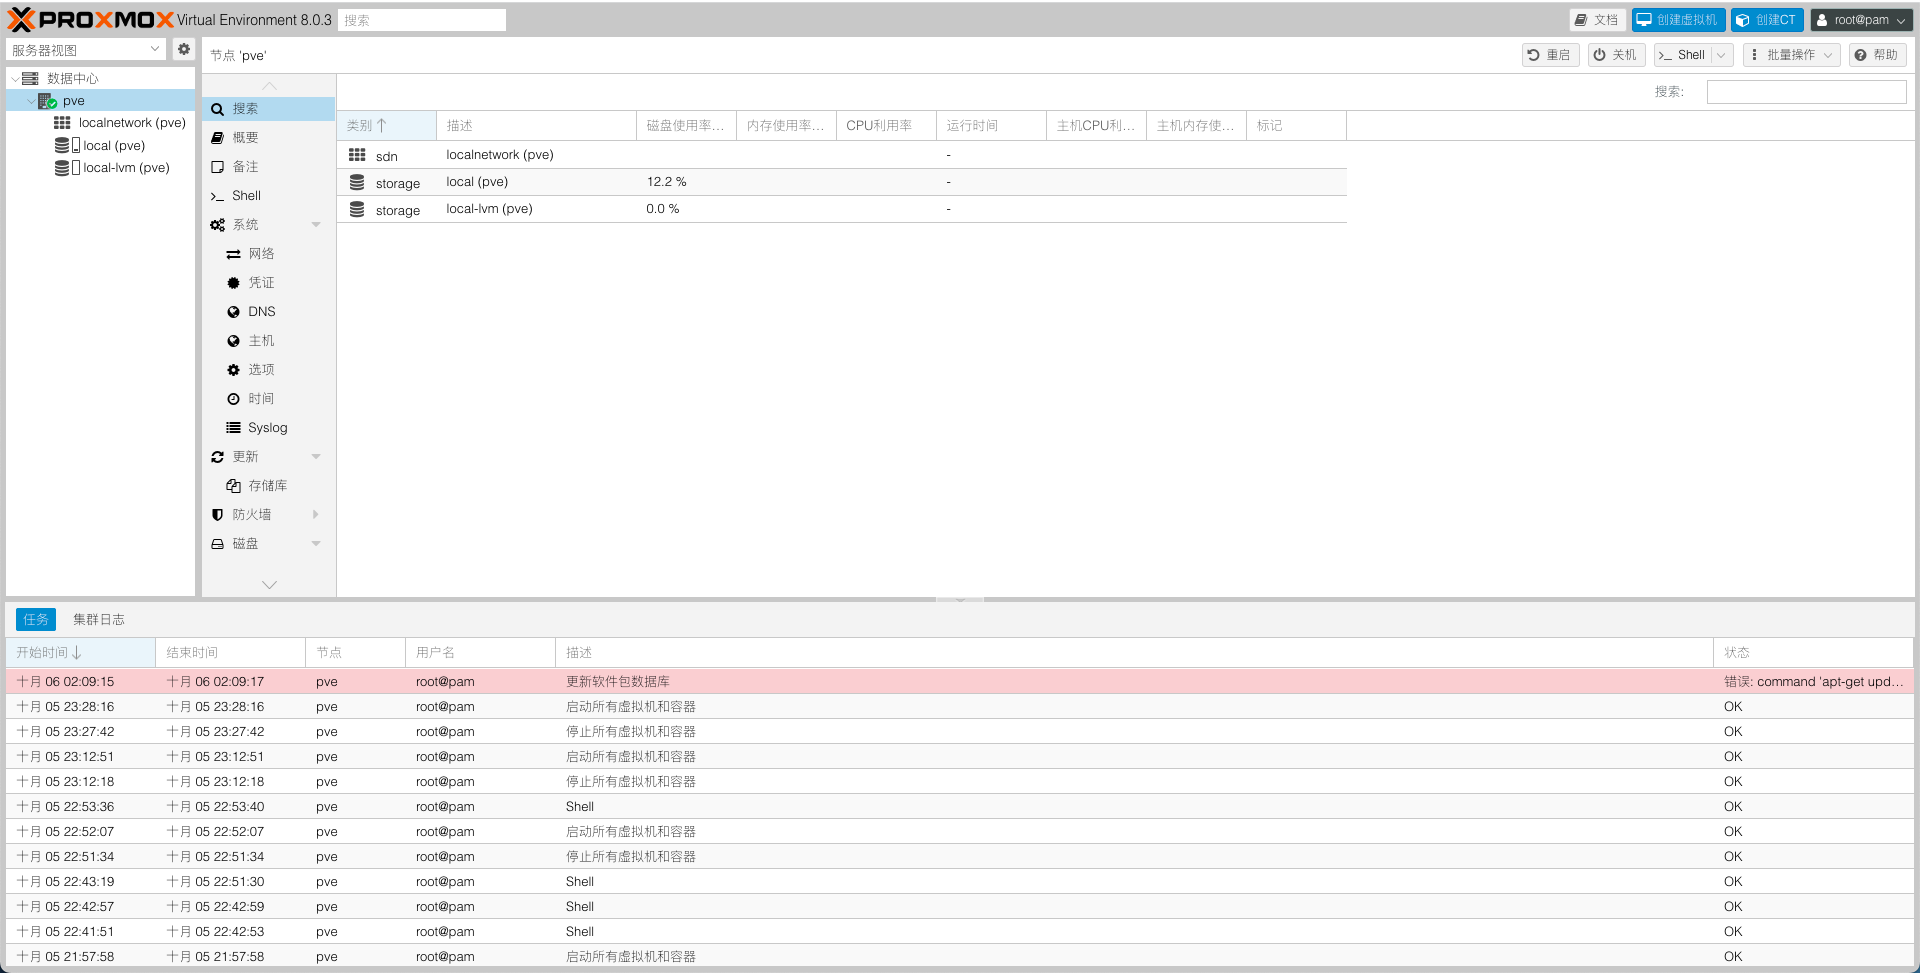 PROXMOX Virtual Environment 8.0.3 搜索 文档 创建虚拟机 创建CT root@pam
服务器视图
数据中心
pve
localnetwork (pve)
local (pve)
local-lvm (pve)
节点 'pve' 重启 关机 Shell 批量操作 帮助
搜索
概要
备注
Shell
系统
网络
凭证
DNS
主机
选项
时间
Syslog
更新
存储库
防火墙
磁盘
搜索:
类别 描述 磁盘使用率... 内存使用率... CPU利用率 运行时间 主机CPU利... 主机内存使... 标记
sdn localnetwork (pve) -
storage local (pve) 12.2 % -
storage local-lvm (pve) 0.0 % -
任务 集群日志
开始时间 结束时间 节点 用户名 描述 状态
十月 06 02:09:15 十月 06 02:09:17 pve root@pam 更新软件包数据库 错误: command 'apt-get upd...
十月 05 23:28:16 十月 05 23:28:16 pve root@pam 启动所有虚拟机和容器 OK
十月 05 23:27:42 十月 05 23:27:42 pve root@pam 停止所有虚拟机和容器 OK
十月 05 23:12:51 十月 05 23:12:51 pve root@pam 启动所有虚拟机和容器 OK
十月 05 23:12:18 十月 05 23:12:18 pve root@pam 停止所有虚拟机和容器 OK
十月 05 22:53:36 十月 05 22:53:40 pve root@pam Shell OK
十月 05 22:52:07 十月 05 22:52:07 pve root@pam 启动所有虚拟机和容器 OK
十月 05 22:51:34 十月 05 22:51:34 pve root@pam 停止所有虚拟机和容器 OK
十月 05 22:43:19 十月 05 22:51:30 pve root@pam Shell OK
十月 05 22:42:57 十月 05 22:42:59 pve root@pam Shell OK
十月 05 22:41:51 十月 05 22:42:53 pve root@pam Shell OK
十月 05 21:57:58 十月 05 21:57:58 pve root@pam 启动所有虚拟机和容器 OK